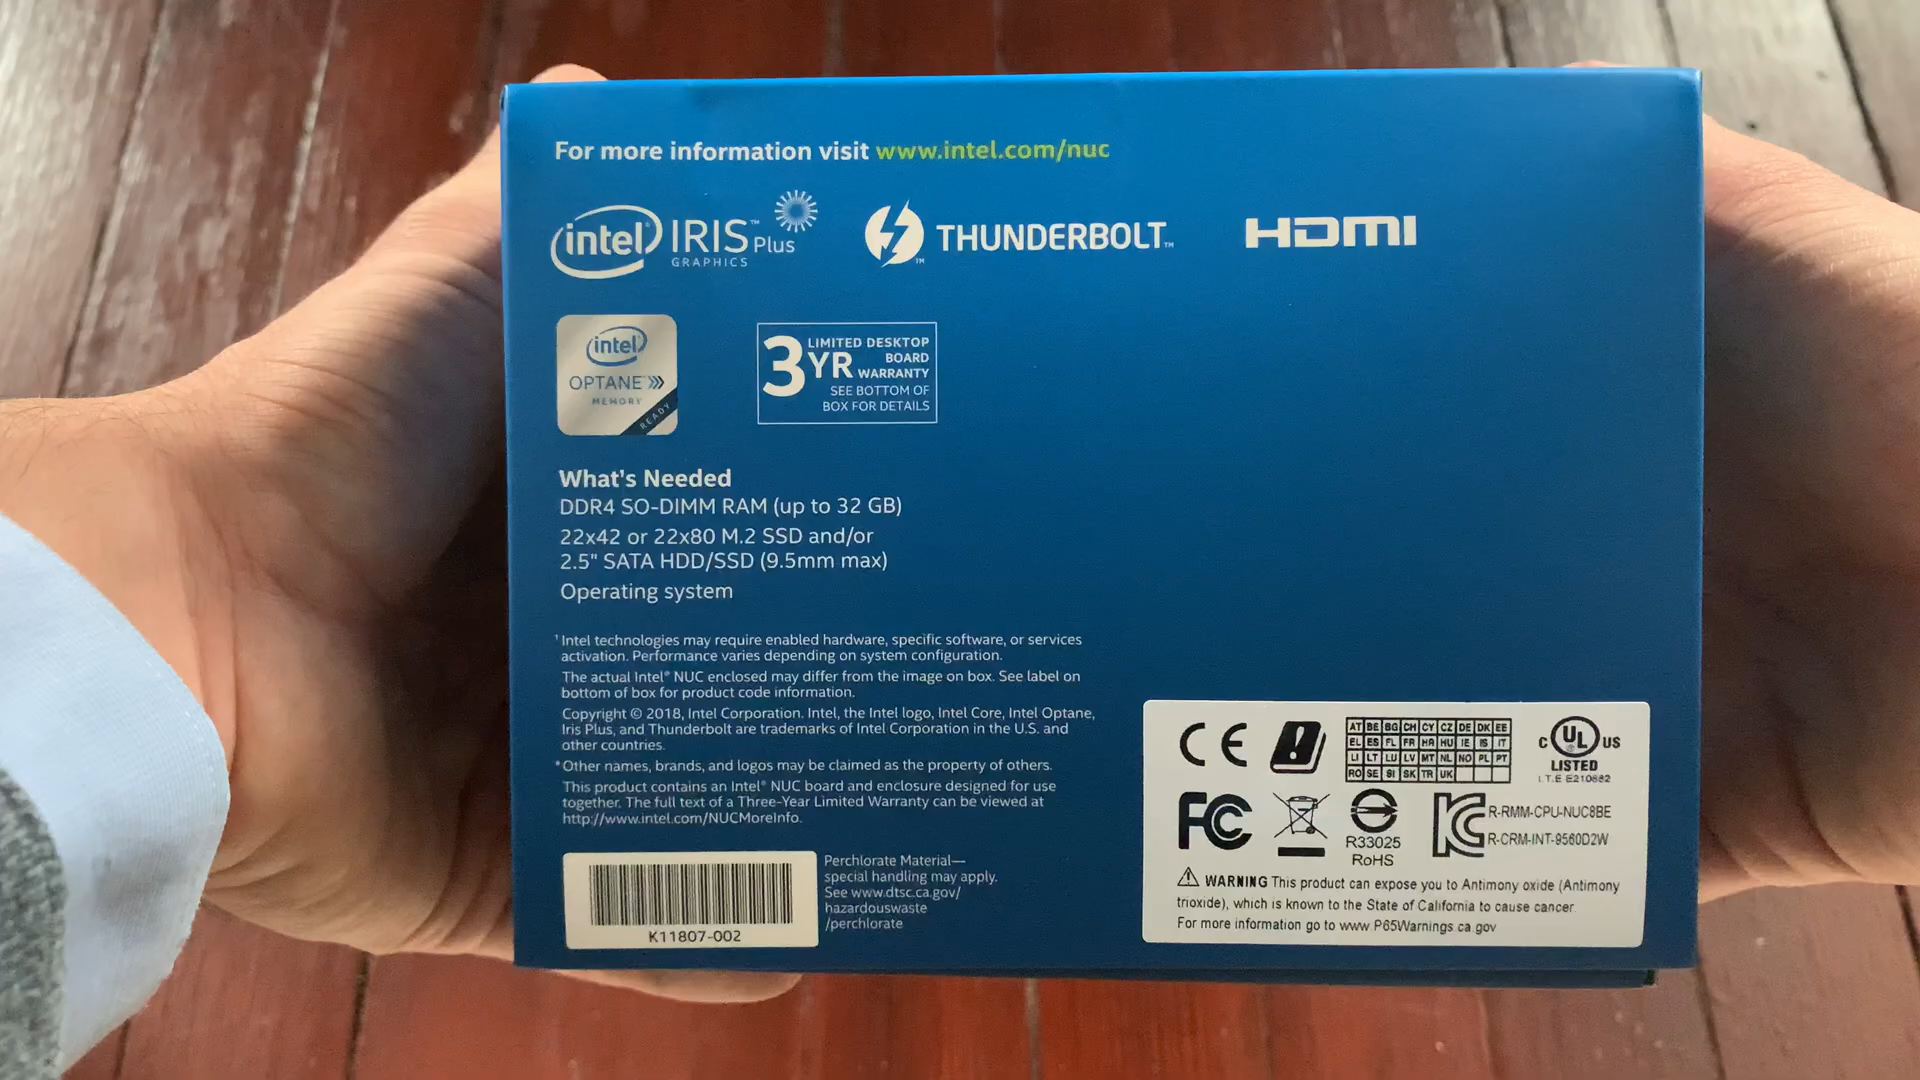 For more information visit www.intel.com/nuc
intel® IRIS™ Plus
GRAPHICS
THUNDERBOLT™
HDMI
intel®
OPTANE™
MEMORY
READY
3YR LIMITED DESKTOP
BOARD
WARRANTY
SEE BOTTOM OF
BOX FOR DETAILS
What's Needed
DDR4 SO-DIMM RAM (up to 32 GB)
22x42 or 22x80 M.2 SSD and/or
2.5" SATA HDD/SSD (9.5mm max)
Operating system
¹ Intel technologies may require enabled hardware, specific software, or services
activation. Performance varies depending on system configuration.
The actual Intel® NUC enclosed may differ from the image on box. See label on
bottom of box for product code information.
Copyright © 2018, Intel Corporation. Intel, the Intel logo, Intel Core, Intel Optane,
Iris Plus, and Thunderbolt are trademarks of Intel Corporation in the U.S. and
other countries.
*Other names, brands, and logos may be claimed as the property of others.
This product contains an Intel® NUC board and enclosure designed for use
together. The full text of a Three-Year Limited Warranty can be viewed at
http://www.intel.com/NUCMoreInfo.
K11807-002
Perchlorate Material—
special handling may apply.
See www.dtsc.ca.gov/
hazardouswaste
/perchlorate
CE
AT BE BG CH CY CZ DE DK EE
EL ES FL FR HR HU IE IS IT
LI LT LU LV MT NL NO PL PT
RO SE SI SK TR UK
C UL US
LISTED
I.T.E E210882
FC
R33025
RoHS
R-RMM-CPU-NUC8BE
R-CRM-INT-9560D2W
WARNING This product can expose you to Antimony oxide (Antimony
trioxide), which is known to the State of California to cause cancer.
For more information go to www.P65Warnings.ca.gov